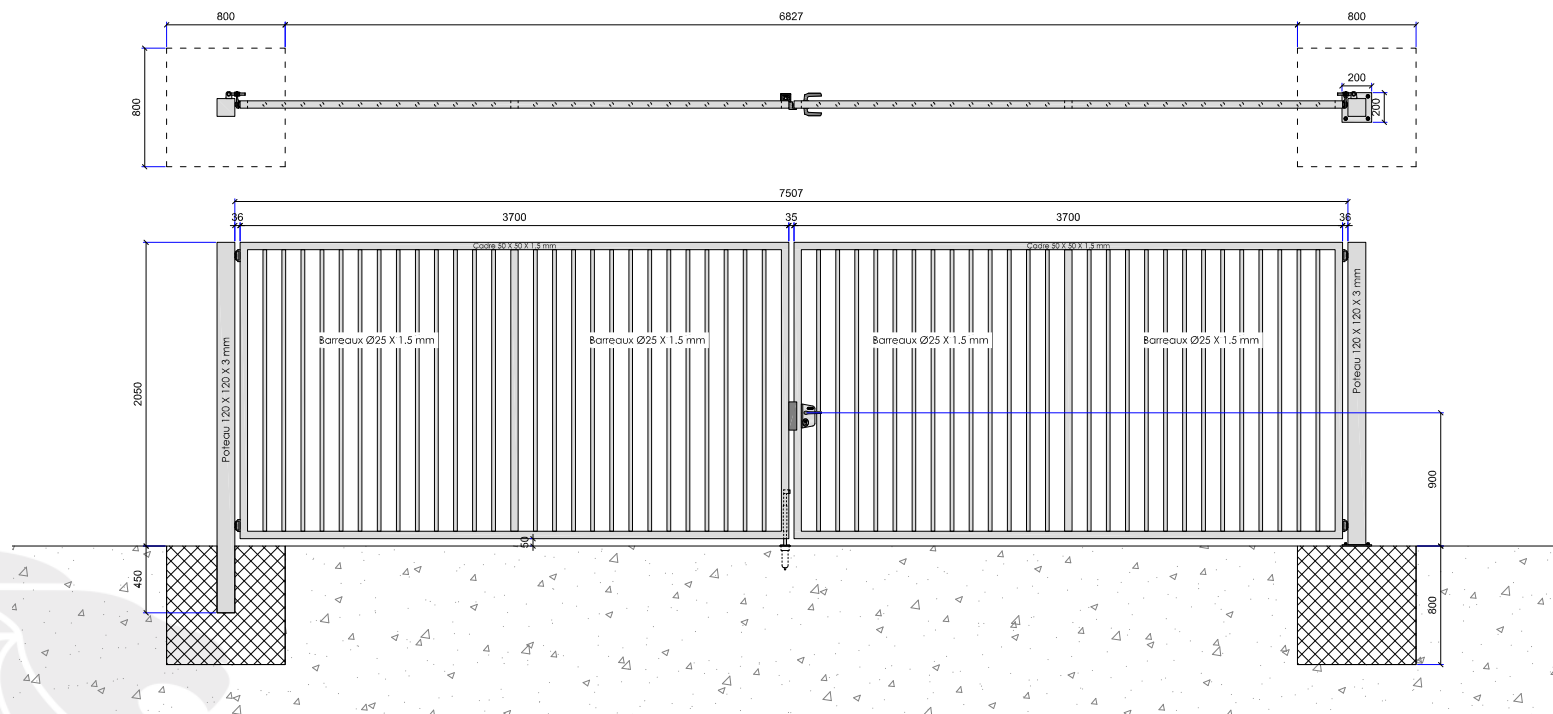 800
6827
800
800
200
200
7507
36
3700
35
3700
36
Cadre 50 X 50 X 1.5 mm
Cadre 50 X 50 X 1.5 mm
2050
Poteau 120 X 120 X 3 mm
Barreaux Ø25 X 1.5 mm
Barreaux Ø25 X 1.5 mm
Barreaux Ø25 X 1.5 mm
Barreaux Ø25 X 1.5 mm
Poteau 120 X 120 X 3 mm
900
50
450
800